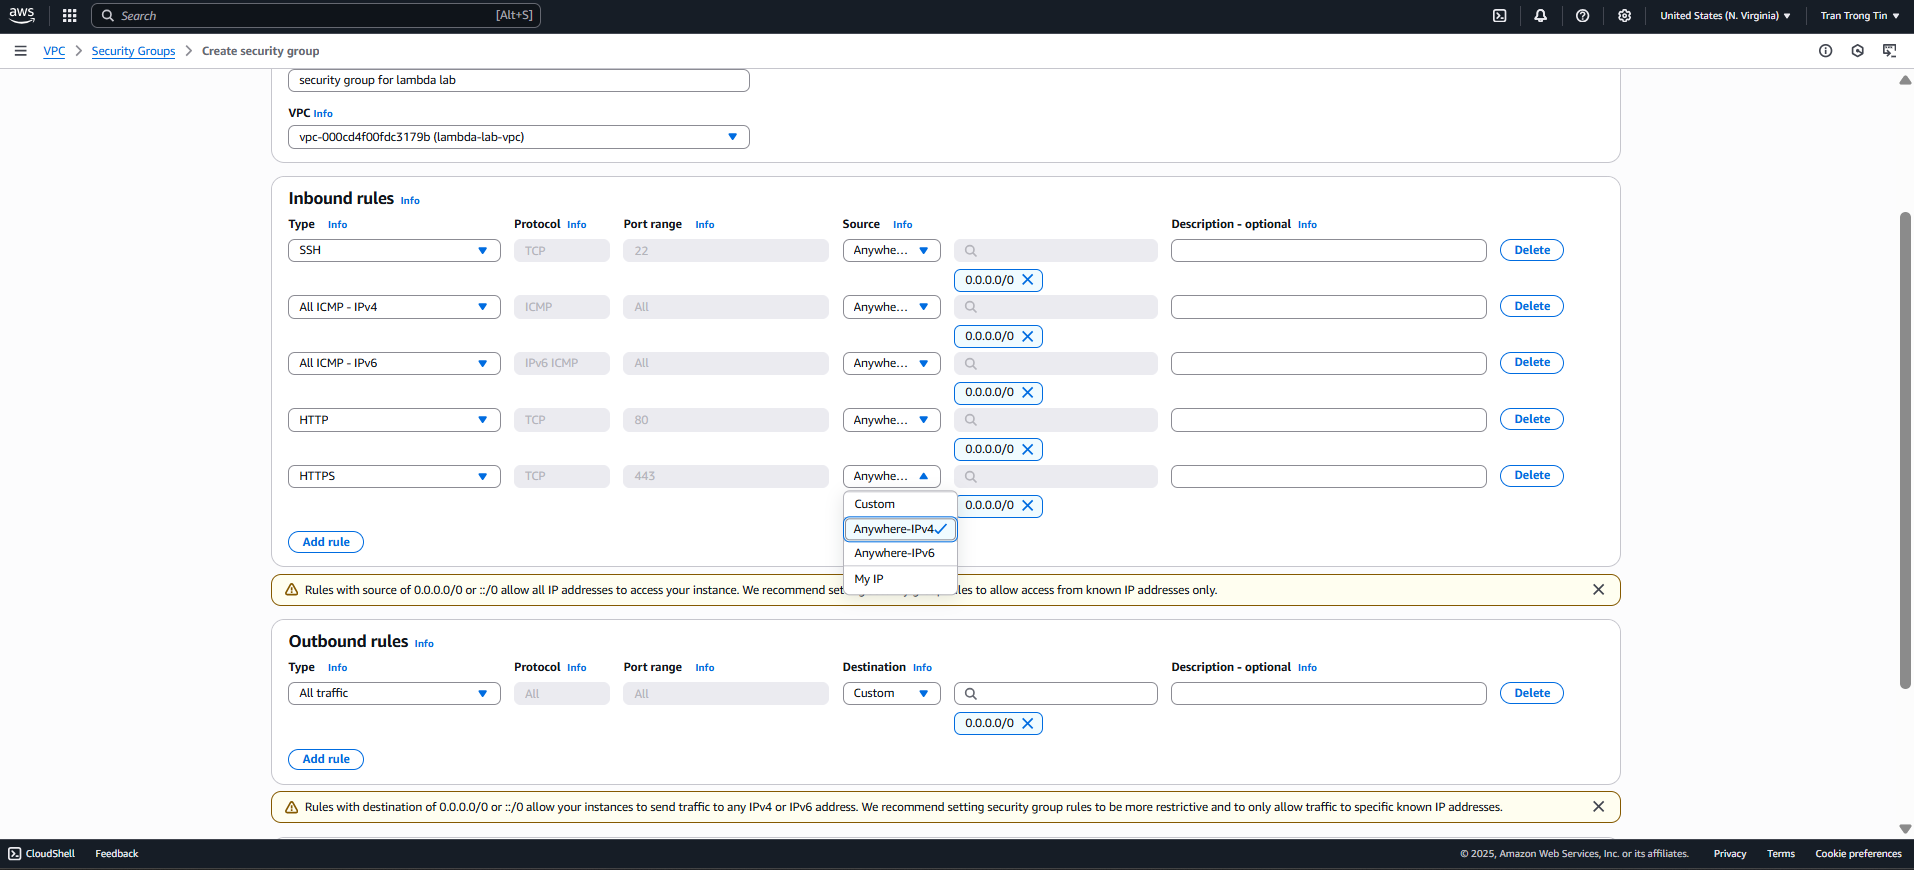 aws Search [Alt+S] United States (N. Virginia) Tran Trong Tin
VPC Security Groups Create security group
security group for lambda lab
VPC Info
vpc-000cd4f00fdc3179b (lambda-lab-vpc)
Inbound rules Info
Type Info Protocol Info Port range Info Source Info Description - optional Info
SSH TCP 22 Anywhe... Delete
0.0.0.0/0
All ICMP - IPv4 ICMP All Anywhe... Delete
0.0.0.0/0
All ICMP - IPv6 IPv6 ICMP All Anywhe... Delete
0.0.0.0/0
HTTP TCP 80 Anywhe... Delete
0.0.0.0/0
HTTPS TCP 443 Anywhe... Delete
Custom 0.0.0.0/0
Anywhere-IPv4
Add rule
Anywhere-IPv6
My IP
Rules with source of 0.0.0.0/0 or ::/0 allow all IP addresses to access your instance. We recommend to allow access from known IP addresses only.
Outbound rules Info
Type Info Protocol Info Port range Info Destination Info Description - optional Info
All traffic All All Custom Delete
0.0.0.0/0
Add rule
Rules with destination of 0.0.0.0/0 or ::/0 allow your instances to send traffic to any IPv4 or IPv6 address. We recommend setting security group rules to be more restrictive and to only allow traffic to specific known IP addresses.
CloudShell Feedback © 2025, Amazon Web Services, Inc. or its affiliates. Privacy Terms Cookie preferences